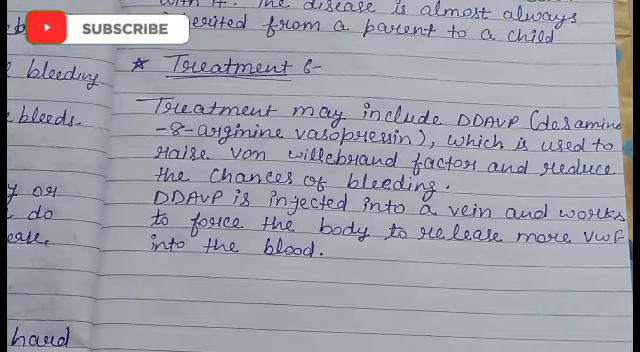 with it. The disease is almost always
inherited from a parent to a child
SUBSCRIBE
* Treatment :-
bleeding
Treatment may include DDAVP (desamino
bleeds.
-8-arginine vasopressin), which is used to
raise von willebrand factor and reduce
the chances of bleeding.
y or
DDAVP is injected into a vein and works
do
to force the body to release more VWF
ease.
into the blood.
hard